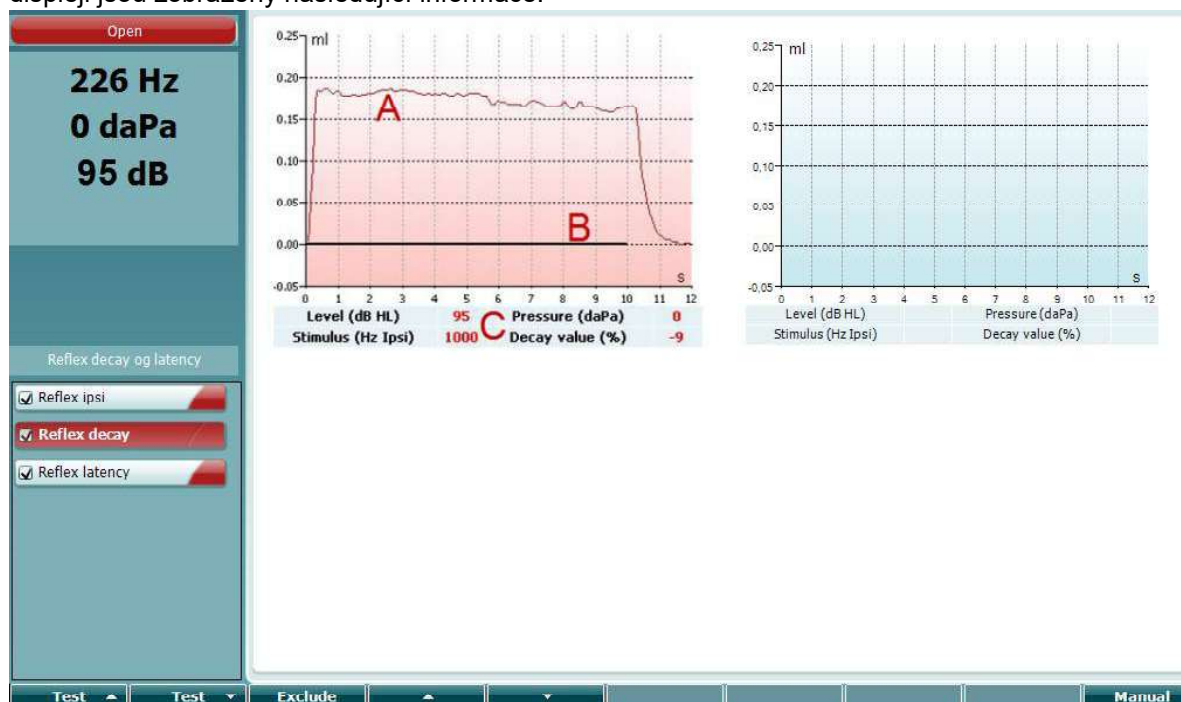 displeji jsou zobrazeny následující informace:
Open
226 Hz
0 daPa
95 dB
Reflex decay og latency
Reflex ipsi
Reflex decay
Reflex latency
0.25 ml
0.20
0.15
0.10
0.05
0.00
-0.05
A
B
s
0 1 2 3 4 5 6 7 8 9 10 11 12
Level (dB HL) 95 Pressure (daPa) 0
C
Stimulus (Hz Ipsi) 1000 Decay value (%) -9
0,25 ml
0,20
0,15
0,10
0,05
0,00
-0,05
s
0 1 2 3 4 5 6 7 8 9 10 11 12
Level (dB HL) Pressure (daPa)
Stimulus (Hz Ipsi) Decay value (%)
Test Test Exclude Manual